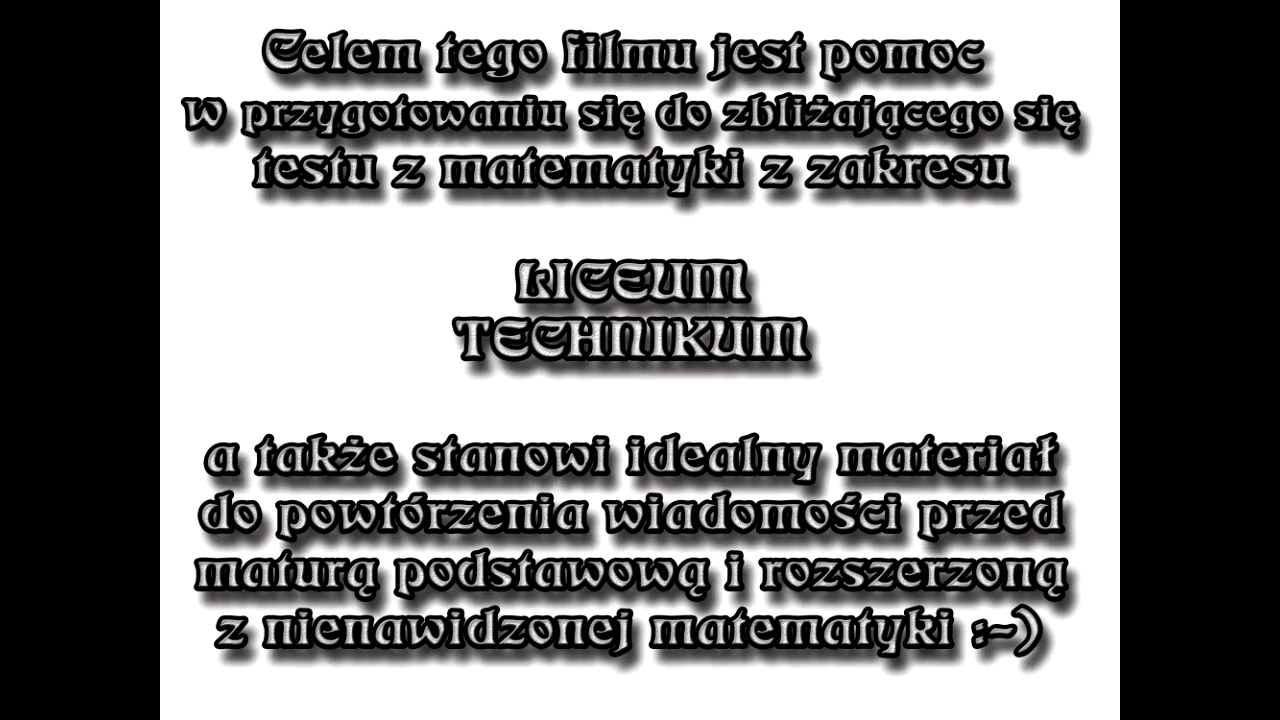 Celem tego filmu jest pomoc
w przygotowaniu się do zbliżającego się
testu z matematyki z zakresu
LICEUM
TECHNIKUM
a także stanowi idealny materiał
do powtórzenia wiadomości przed
maturą podstawową i rozszerzoną
z nienawidzonej matematyki :-)